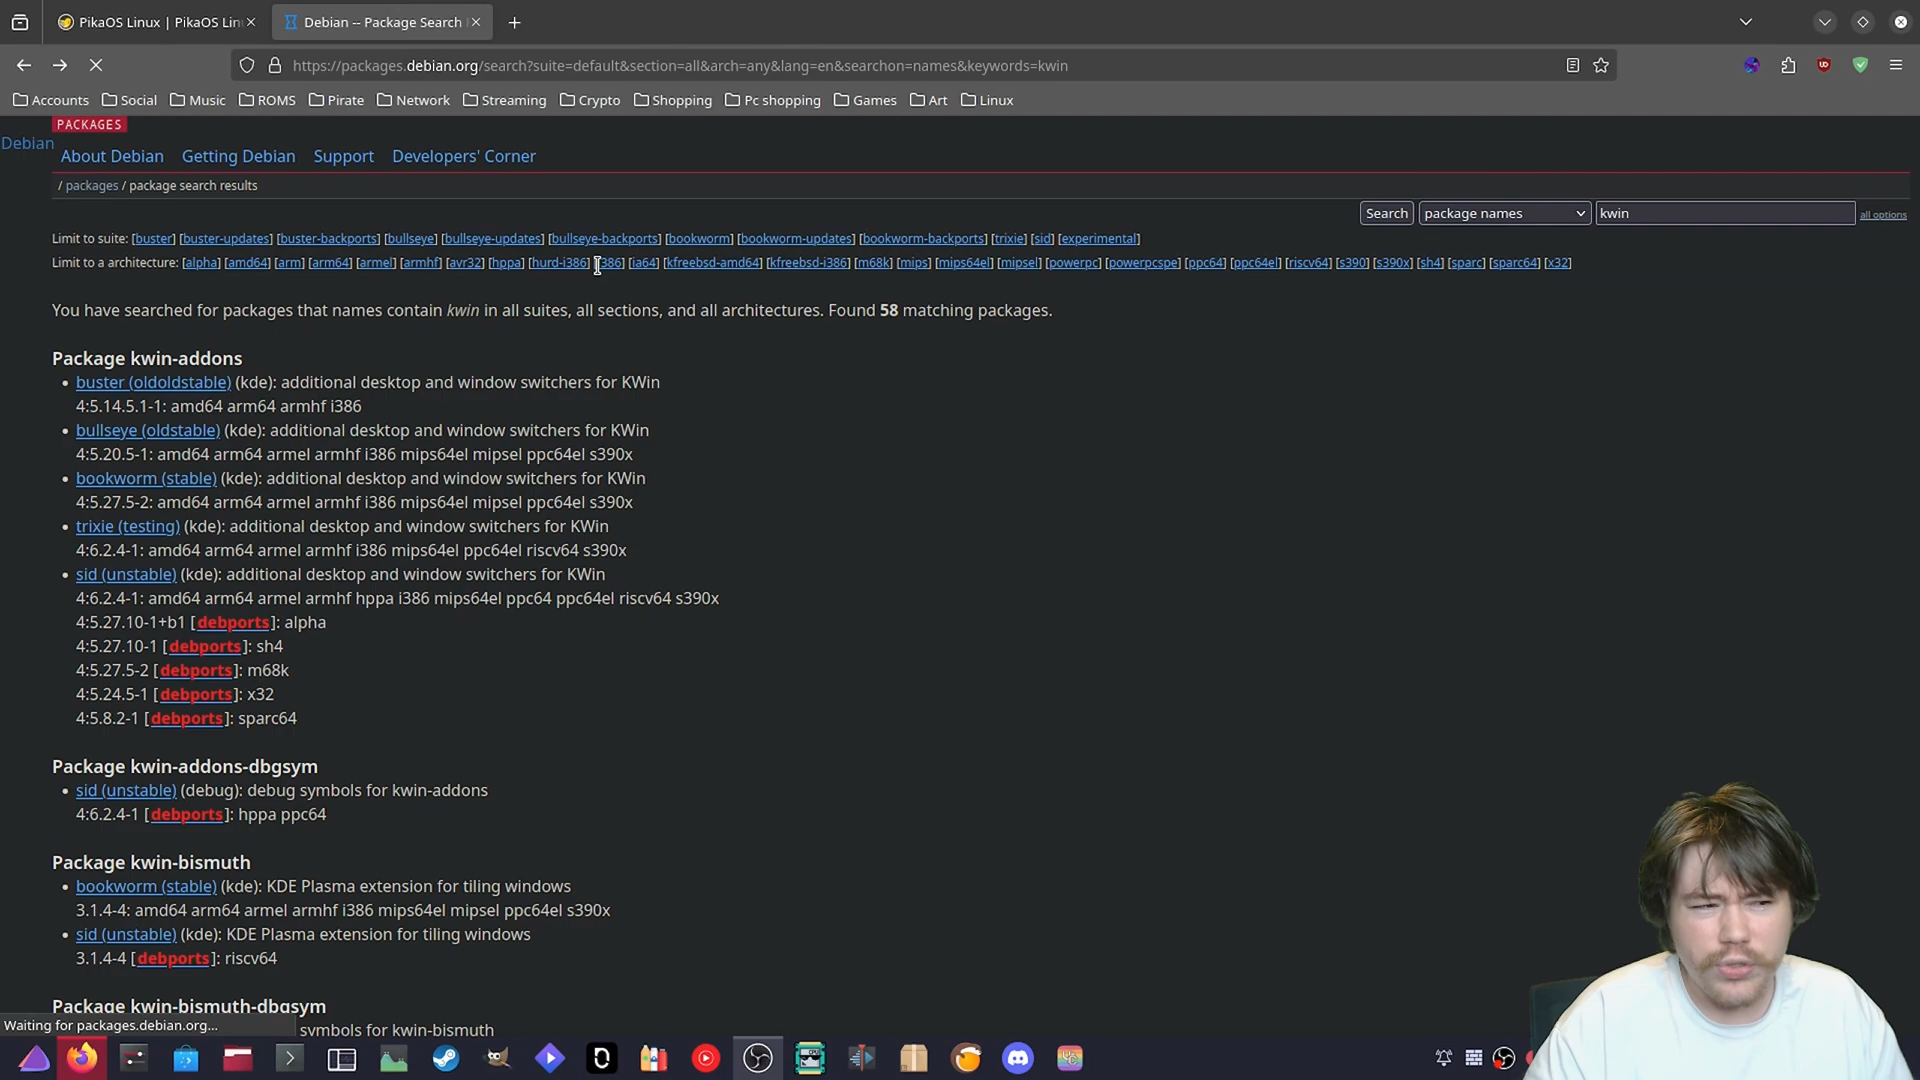 PikaOS Linux | PikaOS Lin
Debian -- Package Search
https://packages.debian.org/search?suite=default&section=all&arch=any&lang=en&searchon=names&keywords=kwin
Accounts Social Music ROMS Pirate Network Streaming Crypto Shopping Pc shopping Games Art Linux
PACKAGES
Debian
About Debian Getting Debian Support Developers' Corner
/ packages / package search results
Search package names kwin all options
Limit to suite: [buster] [buster-updates] [buster-backports] [bullseye] [bullseye-updates] [bullseye-backports] [bookworm] [bookworm-updates] [bookworm-backports] [trixie] [sid] [experimental]
Limit to a architecture: [alpha] [amd64] [arm] [arm64] [armel] [armhf] [avr32] [hppa] [hurd-i386] [i386] [ia64] [kfreebsd-amd64] [kfreebsd-i386] [m68k] [mips] [mips64el] [mipsel] [powerpc] [powerpcspe] [ppc64] [ppc64el] [riscv64] [s390] [s390x] [sh4] [sparc] [sparc64] [x32]
You have searched for packages that names contain kwin in all suites, all sections, and all architectures. Found 58 matching packages.
Package kwin-addons
• buster (oldoldstable) (kde): additional desktop and window switchers for KWin
4:5.14.5.1-1: amd64 arm64 armhf i386
• bullseye (oldstable) (kde): additional desktop and window switchers for KWin
4:5.20.5-1: amd64 arm64 armel armhf i386 mips64el mipsel ppc64el s390x
• bookworm (stable) (kde): additional desktop and window switchers for KWin
4:5.27.5-2: amd64 arm64 armel armhf i386 mips64el mipsel ppc64el s390x
• trixie (testing) (kde): additional desktop and window switchers for KWin
4:6.2.4-1: amd64 arm64 armel armhf i386 mips64el ppc64el riscv64 s390x
• sid (unstable) (kde): additional desktop and window switchers for KWin
4:6.2.4-1: amd64 arm64 armel armhf hppa i386 mips64el ppc64 ppc64el riscv64 s390x
4:5.27.10-1+b1 [debports]: alpha
4:5.27.10-1 [debports]: sh4
4:5.27.5-2 [debports]: m68k
4:5.24.5-1 [debports]: x32
4:5.8.2-1 [debports]: sparc64
Package kwin-addons-dbgsym
• sid (unstable) (debug): debug symbols for kwin-addons
4:6.2.4-1 [debports]: hppa ppc64
Package kwin-bismuth
• bookworm (stable) (kde): KDE Plasma extension for tiling windows
3.1.4-4: amd64 arm64 armel armhf i386 mips64el mipsel ppc64el s390x
• sid (unstable) (kde): KDE Plasma extension for tiling windows
3.1.4-4 [debports]: riscv64
Package kwin-bismuth-dbgsym
symbols for kwin-bismuth
Waiting for packages.debian.org...